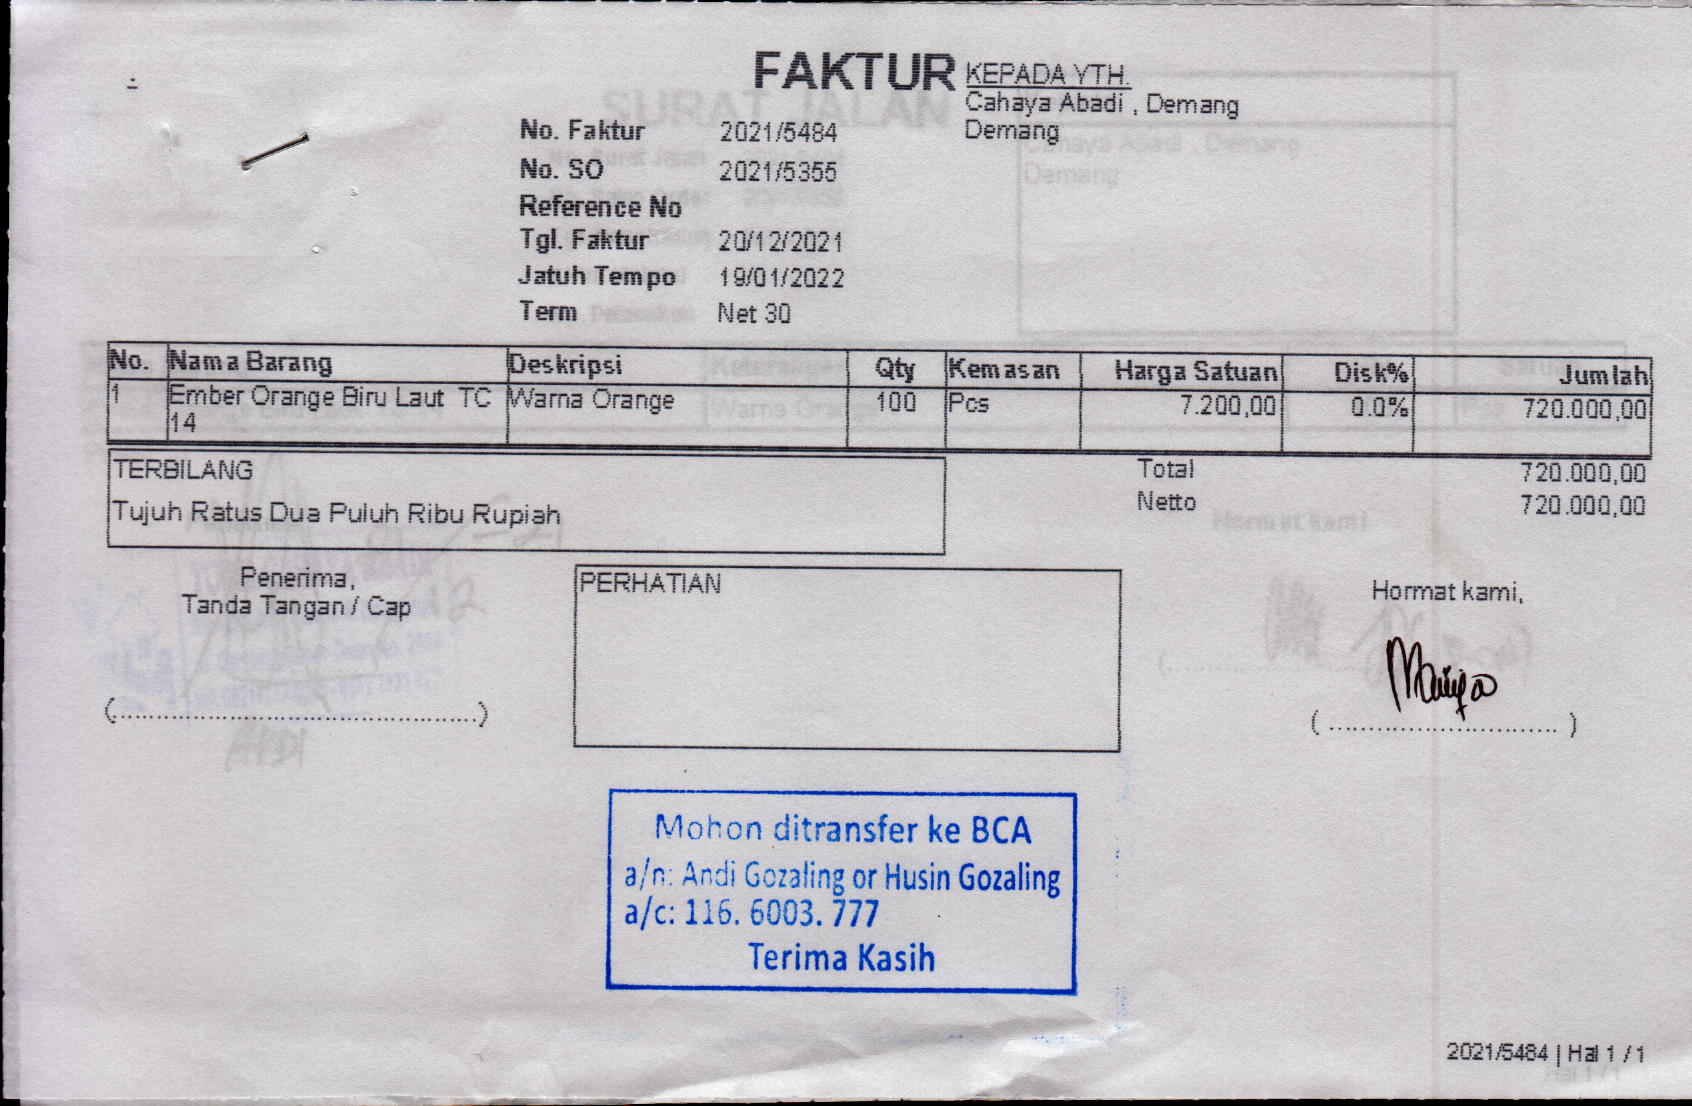 FAKTUR
KEPADA YTH.
Cahaya Abadi , Demang
Demang
No. Faktur 2021/5484
No. SO 2021/5355
Reference No
Tgl. Faktur 20/12/2021
Jatuh Tempo 19/01/2022
Term Net 30
No. Nama Barang Deskripsi Qty Kemasan Harga Satuan Disk% Jumlah
1 Ember Orange Biru Laut TC Warna Orange 100 Pcs 7.200,00 0.0% 720.000,00
14
TERBILANG
Tujuh Ratus Dua Puluh Ribu Rupiah
Total 720.000,00
Netto 720.000,00
Penerima,
Tanda Tangan / Cap
(................................................)
PERHATIAN
Hormat kami,
( ............................ )
Mohon ditransfer ke BCA
a/n: Andi Gozaling or Husin Gozaling
a/c: 116. 6003. 777
Terima Kasih
2021/5484 | Hal 1 / 1